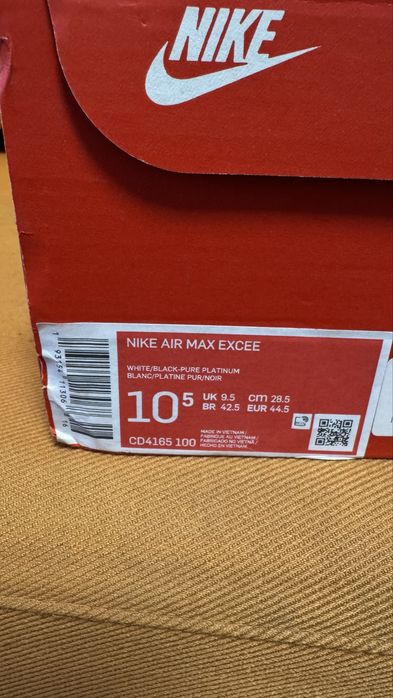 NIKE
NIKE AIR MAX EXCEE
WHITE/BLACK-PURE PLATINUM
BLANC/PLATINE PUR/NOIR
10⁵ UK 9.5 cm 28.5
BR 42.5 EUR 44.5
CD4165 100
MADE IN VIETNAM /
FABRIQUÉ AU VIETNAM /
FABRICADO NO VIETNÃ /
HECHO EN VIETNAM